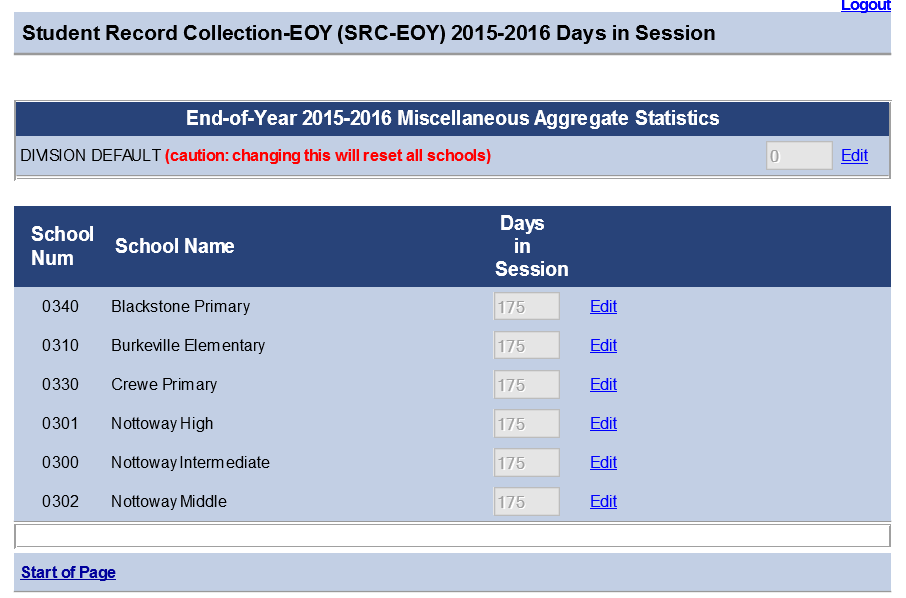 Logout
Student Record Collection-EOY (SRC-EOY) 2015-2016 Days in Session
End-of-Year 2015-2016 Miscellaneous Aggregate Statistics
DIVISION DEFAULT (caution: changing this will reset all schools) 0 Edit
School Num School Name Days in Session
0340 Blackstone Primary 175 Edit
0310 Burkeville Elementary 175 Edit
0330 Crewe Primary 175 Edit
0301 Nottoway High 175 Edit
0300 Nottoway Intermediate 175 Edit
0302 Nottoway Middle 175 Edit
Start of Page